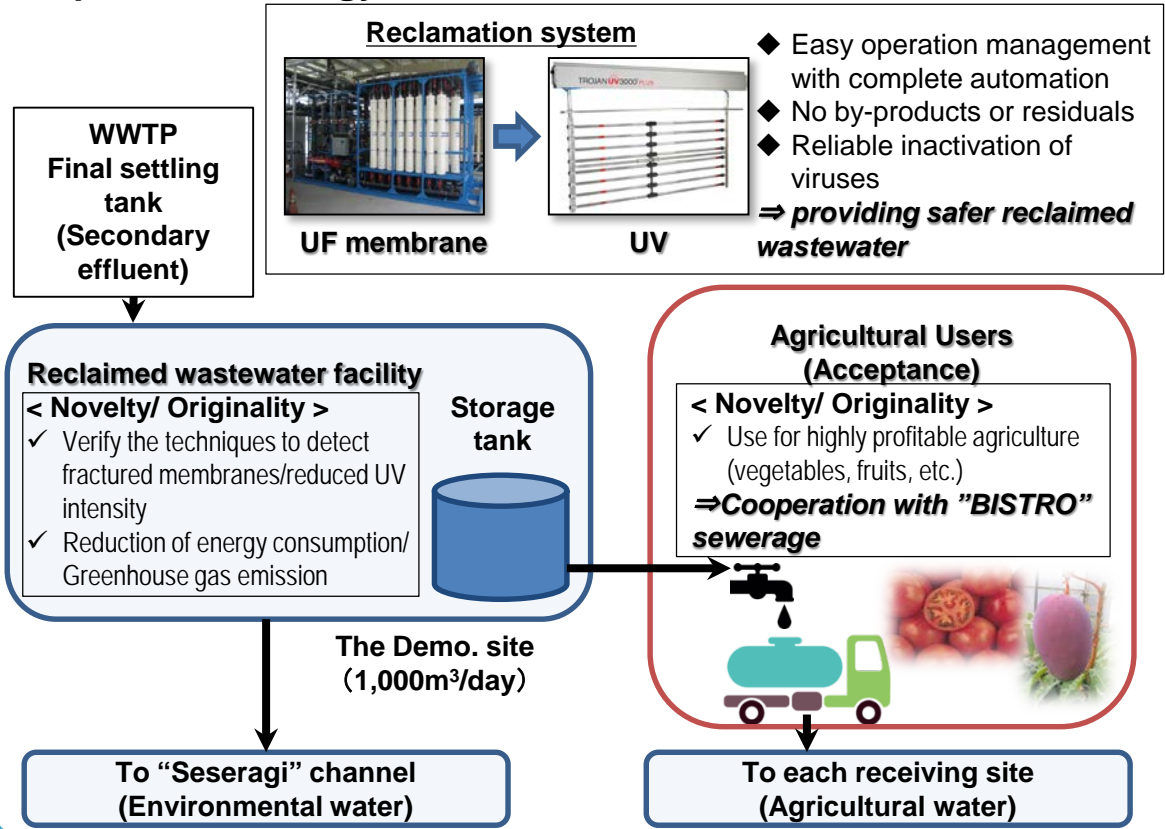 Reclamation system
TROJAN UV3000 PLUS
UF membrane
UV
◆ Easy operation management
with complete automation
◆ No by-products or residuals
◆ Reliable inactivation of
viruses
⇒ providing safer reclaimed
wastewater
WWTP
Final settling
tank
(Secondary
effluent)
Reclaimed wastewater facility
< Novelty/ Originality >
✓ Verify the techniques to detect
fractured membranes/reduced UV
intensity
✓ Reduction of energy consumption/
Greenhouse gas emission
Storage
tank
Agricultural Users
(Acceptance)
< Novelty/ Originality >
✓ Use for highly profitable agriculture
(vegetables, fruits, etc.)
⇒Cooperation with ”BISTRO”
sewerage
The Demo. site
（1,000m³/day）
To “Seseragi” channel
(Environmental water)
To each receiving site
(Agricultural water)